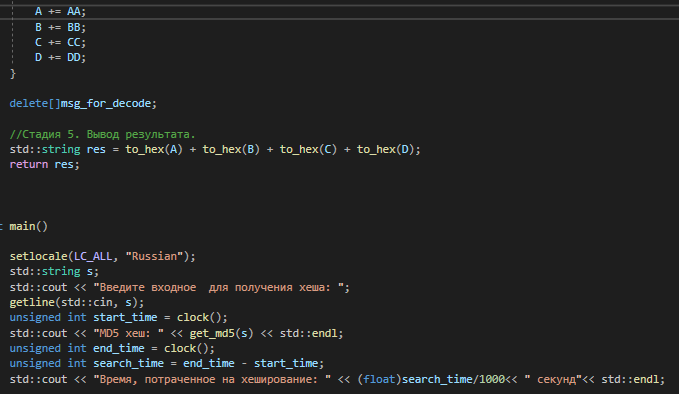 A += AA;
B += BB;
C += CC;
D += DD;
}
delete[]msg_for_decode;
//Стадия 5. Вывод результата.
std::string res = to_hex(A) + to_hex(B) + to_hex(C) + to_hex(D);
return res;
main()
setlocale(LC_ALL, "Russian");
std::string s;
std::cout << "Введите входное  для получения хеша: ";
getline(std::cin, s);
unsigned int start_time = clock();
std::cout << "MD5 хеш: " << get_md5(s) << std::endl;
unsigned int end_time = clock();
unsigned int search_time = end_time - start_time;
std::cout << "Время, потраченное на хеширование: " << (float)search_time/1000<< " секунд"<< std::endl;